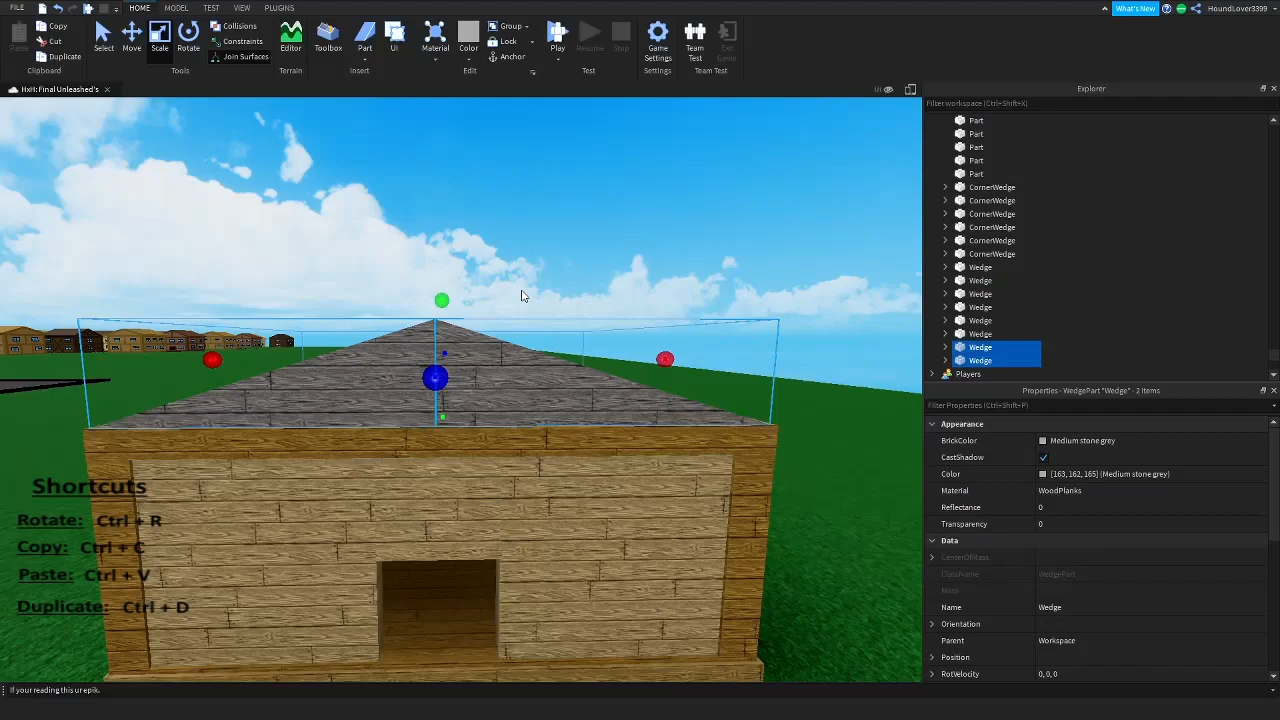 FILE HOME MODEL TEST VIEW PLUGINS What's New HoundLover3399
Paste Copy Cut Duplicate Select Move Scale Rotate Collisions Constraints Join Surfaces Editor Toolbox Part UI Material Color Group Lock Anchor Play Resume Stop Game Settings Team Test Exit Game
Clipboard Tools Terrain Insert Edit Test Settings Team Test
HxH: Final Unleashed's × UI
Explorer
Filter workspace (Ctrl+Shift+X)
Part
Part
Part
Part
Part
CornerWedge
CornerWedge
CornerWedge
CornerWedge
CornerWedge
CornerWedge
Wedge
Wedge
Wedge
Wedge
Wedge
Wedge
Wedge
Wedge
Players
Properties - WedgePart "Wedge" - 2 items
Filter Properties (Ctrl+Shift+P)
Appearance
BrickColor Medium stone grey
CastShadow
Color [163, 162, 165] (Medium stone grey)
Material WoodPlanks
Reflectance 0
Transparency 0
Data
CenterOfMass
ClassName WedgePart
Mass
Name Wedge
Orientation
Parent Workspace
Position
RotVelocity 0, 0, 0
Shortcuts
Rotate: Ctrl + R
Copy: Ctrl + C
Paste: Ctrl + V
Duplicate: Ctrl + D
If your reading this ur epik.